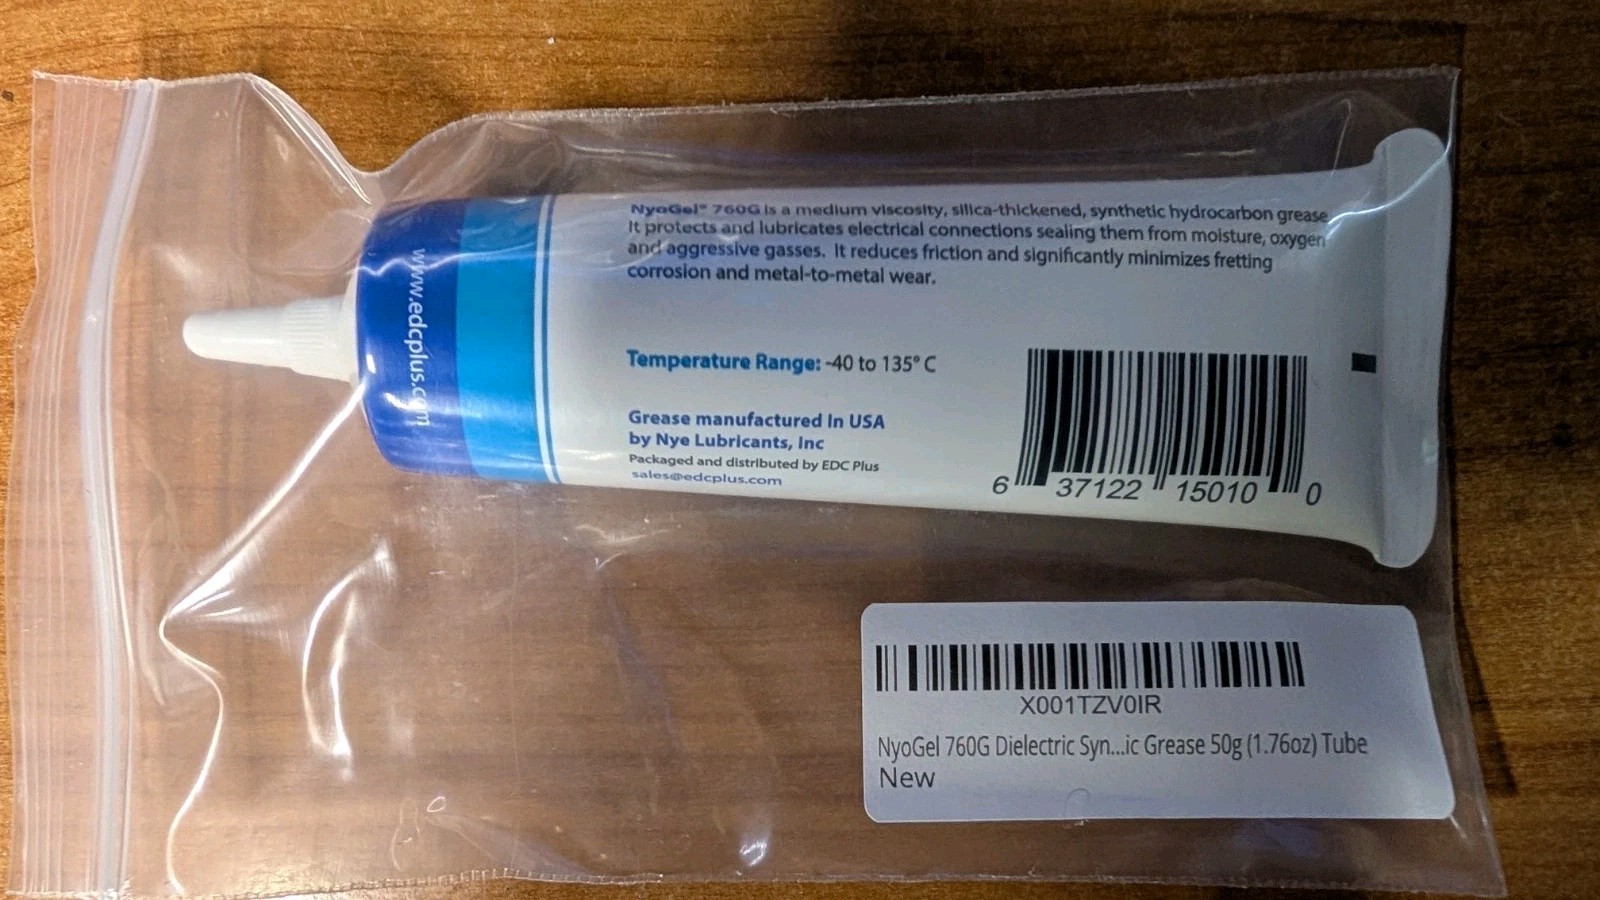 www.edcplus.com
NyoGel® 760G is a medium viscosity, silica-thickened, synthetic hydrocarbon grease
It protects and lubricates electrical connections sealing them from moisture, oxygen
and aggressive gasses. It reduces friction and significantly minimizes fretting
corrosion and metal-to-metal wear.
Temperature Range: -40 to 135° C
Grease manufactured in USA
by Nye Lubricants, Inc
Packaged and distributed by EDC Plus
sales@edcplus.com
6 37122 15010 0
X001TZV0IR
NyoGel 760G Dielectric Syn...ic Grease 50g (1.76oz) Tube
New